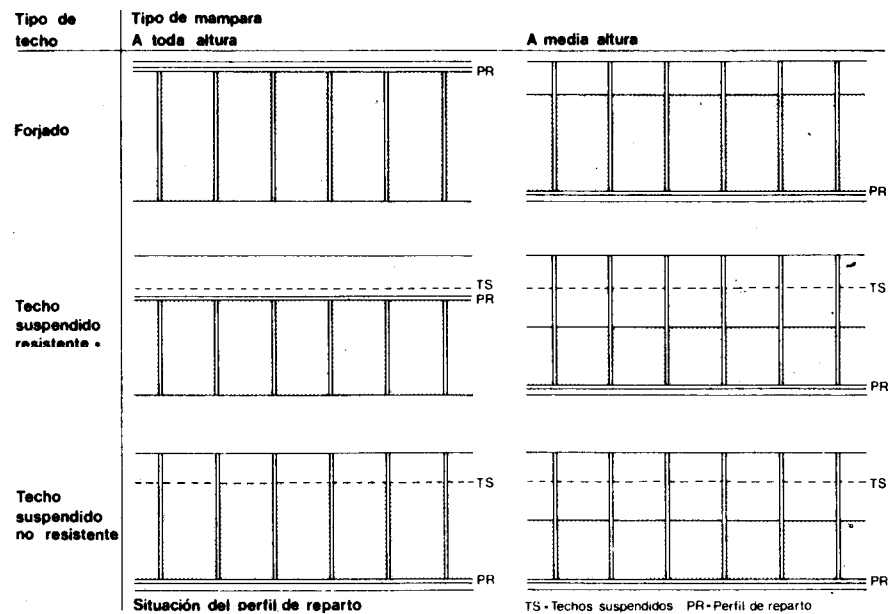 Tipo de techo
Tipo de mampara
A toda altura
A media altura
Forjado
PR
PR
Techo suspendido resistente •
TS
PR
TS
PR
Techo suspendido no resistente
TS
PR
TS
PR
Situación del perfil de reparto
TS - Techos suspendidos PR - Perfil de reparto